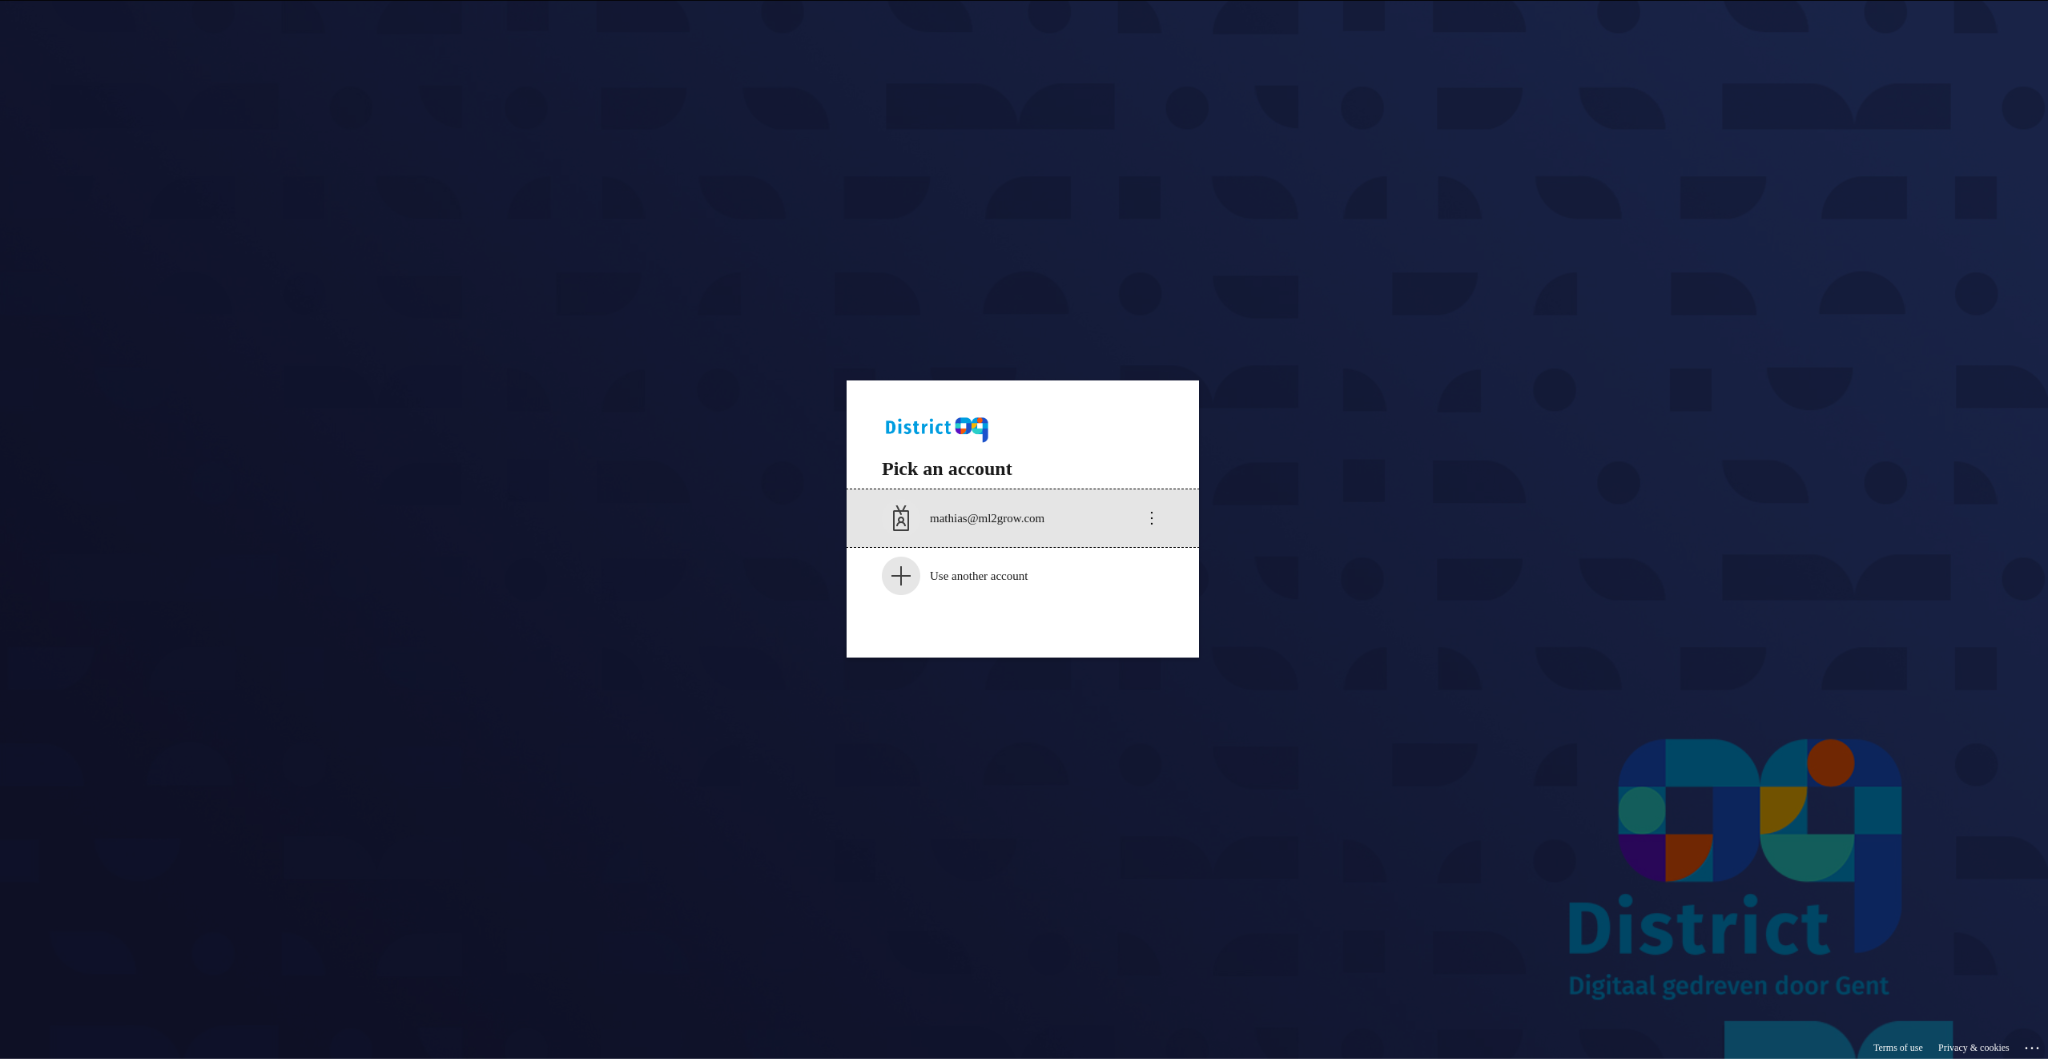 District09
Pick an account
mathias@ml2grow.com
Use another account
District
Digitaal gedreven door Gent
Terms of use Privacy & cookies ...